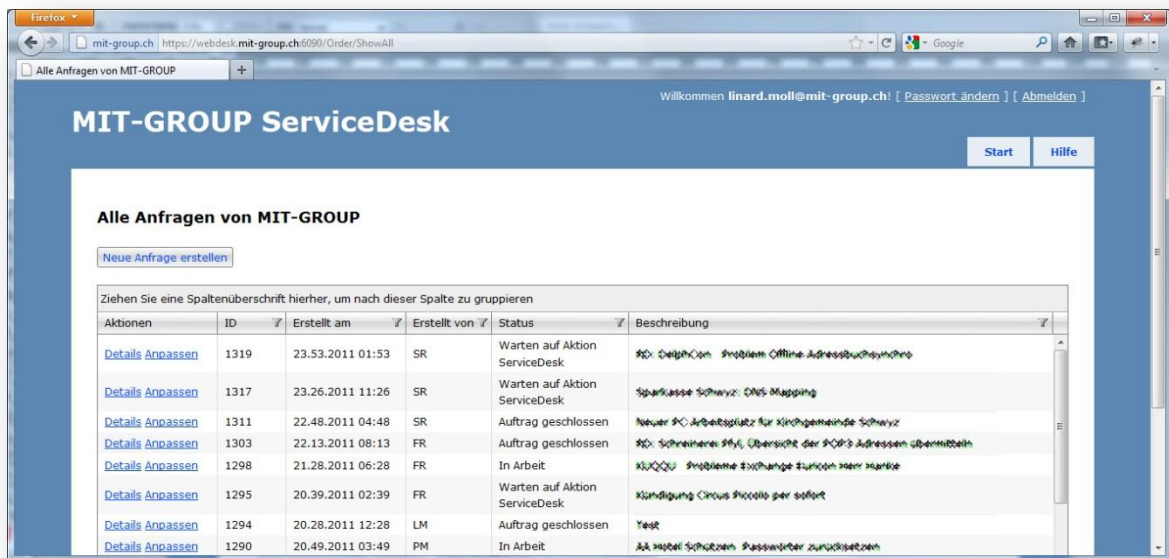 Firefox
mit-group.ch https://webdesk.mit-group.ch:6090/Order/ShowAll
Google
Alle Anfragen von MIT-GROUP
Willkommen linard.moll@mit-group.ch! [ Passwort ändern ] [ Abmelden ]
MIT-GROUP ServiceDesk
Start Hilfe
Alle Anfragen von MIT-GROUP
Neue Anfrage erstellen
Ziehen Sie eine Spaltenüberschrift hierher, um nach dieser Spalte zu gruppieren
Aktionen ID Erstellt am Erstellt von Status Beschreibung
Details Anpassen 1319 23.53.2011 01:53 SR Warten auf Aktion
ServiceDesk
Details Anpassen 1317 23.26.2011 11:26 SR Warten auf Aktion
ServiceDesk
Details Anpassen 1311 22.48.2011 04:48 SR Auftrag geschlossen
Details Anpassen 1303 22.13.2011 08:13 FR Auftrag geschlossen
Details Anpassen 1298 21.28.2011 06:28 FR In Arbeit
Details Anpassen 1295 20.39.2011 02:39 FR Warten auf Aktion
ServiceDesk
Details Anpassen 1294 20.28.2011 12:28 LM Auftrag geschlossen
Details Anpassen 1290 20.49.2011 03:49 PM In Arbeit